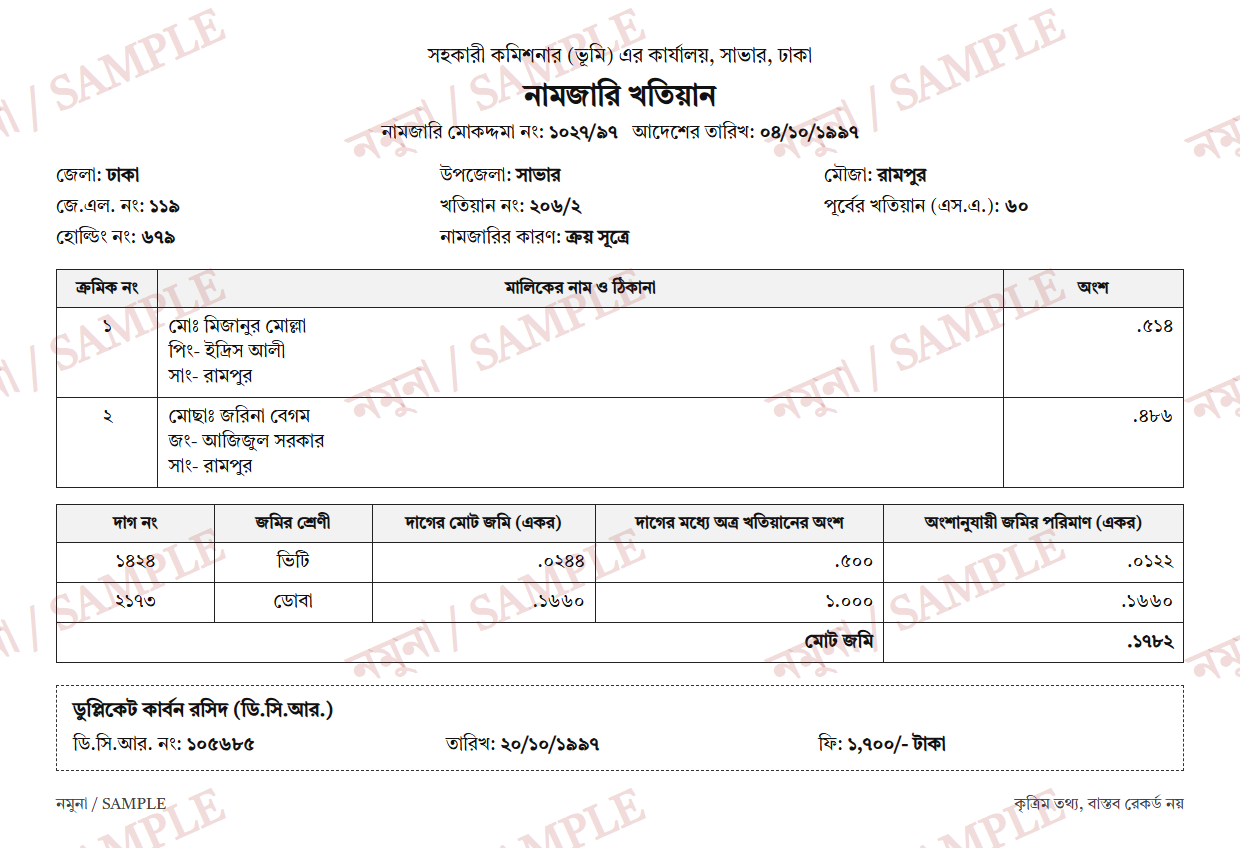 সহকারী কমিশনার (ভূমি) এর কার্যালয়, সাভার, ঢাকা
নামজারি খতিয়ান
নামজারি মোকদ্দমা নং: ১০২৭/৯৭ আদেশের তারিখ: ০৪/১০/১৯৯৭
জেলা: ঢাকা উপজেলা: সাভার মৌজা: রামপুর
জে.এল. নং: ১১৯ খতিয়ান নং: ২০৬/২ পূর্বের খতিয়ান (এস.এ.): ৬০
হোল্ডিং নং: ৬৭৯ নামজারির কারণ: ক্রয় সূত্রে
ক্রমিক নং মালিকের নাম ও ঠিকানা অংশ
১ মোঃ মিজানুর মোল্লা .৫১৪
পিং- ইদ্রিস আলী
সাং- রামপুর
২ মোছাঃ জরিনা বেগম .৪৮৬
জং- আজিজুল সরকার
সাং- রামপুর
দাগ নং জমির শ্রেণী দাগের মোট জমি (একর) দাগের মধ্যে অত্র খতিয়ানের অংশ অংশানুযায়ী জমির পরিমাণ (একর)
১৪২৪ ভিটি .০২৪৪ .৫০০ .০১২২
২১৭৩ ডোবা .১৬৬০ ১.০০০ .১৬৬০
মোট জমি .১৭৮২
ডুপ্লিকেট কার্বন রসিদ (ডি.সি.আর.)
ডি.সি.আর. নং: ১০৫৬৮৫ তারিখ: ২০/১০/১৯৯৭ ফি: ১,৭০০/- টাকা
নমুনা / SAMPLE কৃত্রিম তথ্য, বাস্তব রেকর্ড নয়